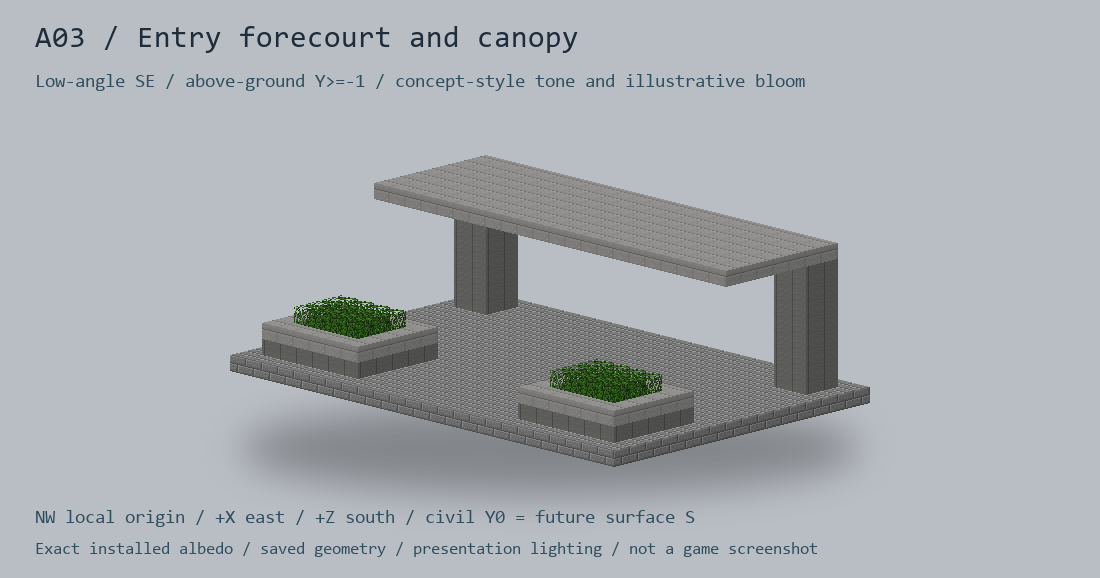 A03 / Entry forecourt and canopy
Low-angle SE / above-ground Y>=-1 / concept-style tone and illustrative bloom
NW local origin / +X east / +Z south / civil Y0 = future surface S
Exact installed albedo / saved geometry / presentation lighting / not a game screenshot